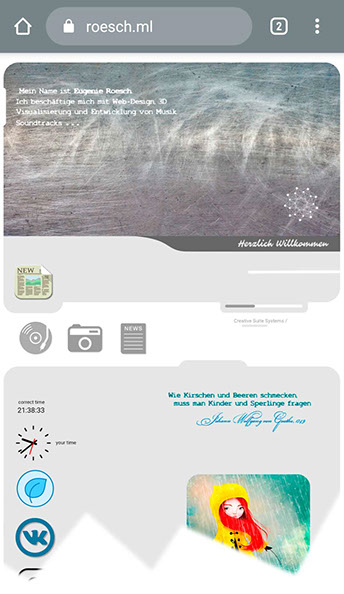 roesch.ml
2
Mein Name ist Eugenie Roesch
Ich beschäftige mich mit Web-Design 3D
Visualisierung und Entwicklung von Musik
Soundtracks ...
Herzlich Willkommen
NEW
NEWS
Creative Suite Systems /
correct time
21:38:33
your time
Wie Kirschen und Beeren schmecken,
muss man Kinder und Sperlinge fragen
Johann Wolfgang von Goethe,